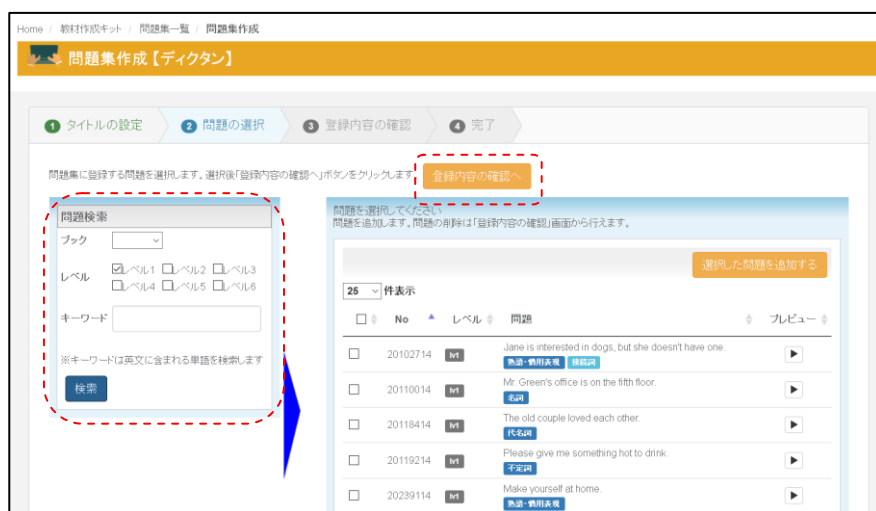 Home / 教材作成キット / 問題集一覧 / 問題集作成
問題集作成【ディクタン】
1 タイトルの設定 2 問題の選択 3 登録内容の確認 4 完了
問題集に登録する問題を選択します。選択後「登録内容の確認へ」ボタンをクリックします。 登録内容の確認へ
問題検索
ブック
レベル レベル1 レベル2 レベル3
レベル4 レベル5 レベル6
キーワード
※キーワードは英文に含まれる単語を検索します
検索
問題を選択してください
問題を追加します。問題の削除は「登録内容の確認」画面から行えます。
選択した問題を追加する
25 件表示
No レベル 問題 プレビュー
20102714 lv1 Jane is interested in dogs, but she doesn't have one.
熟語・慣用表現 接続詞
20110014 lv1 Mr. Green's office is on the fifth floor.
名詞
20118414 lv1 The old couple loved each other.
代名詞
20119214 lv1 Please give me something hot to drink.
不定詞
20239114 lv1 Make yourself at home.
熟語・慣用表現